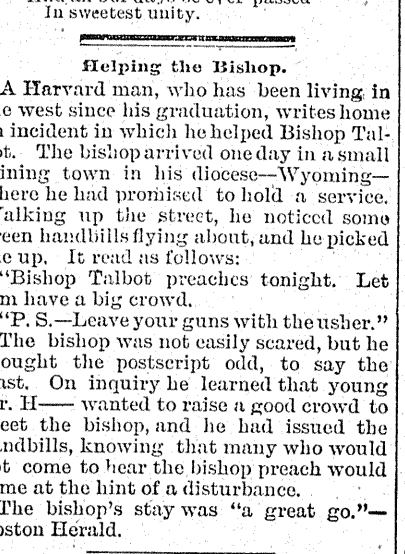 In sweetest unity.
Helping the Bishop.
A Harvard man, who has been living in
e west since his graduation, writes home
incident in which he helped Bishop Tal-
t. The bishop arrived one day in a small
ining town in his diocese—Wyoming—
here he had promised to hold a service.
alking up the street, he noticed some
een handbills flying about, and he picked
e up. It read as follows:
"Bishop Talbot preaches tonight. Let
m have a big crowd.
"P. S.—Leave your guns with the usher."
The bishop was not easily scared, but he
ought the postscript odd, to say the
ast. On inquiry he learned that young
r. H—— wanted to raise a good crowd to
eet the bishop, and he had issued the
ndbills, knowing that many who would
t come to hear the bishop preach would
me at the hint of a disturbance.
The bishop's stay was "a great go."—
oston Herald.